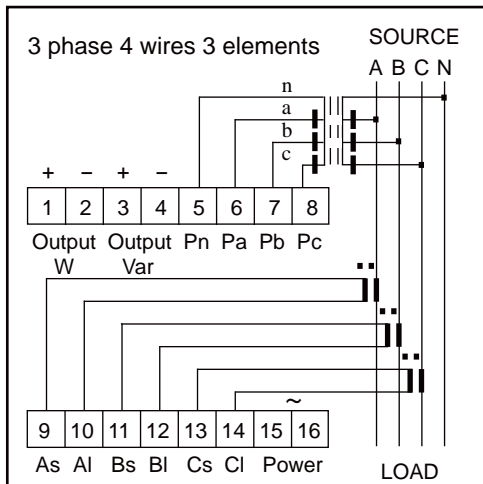 3 phase 4 wires 3 elements
SOURCE
A B C N
n
a
b
c
+ − + −
1 2 3 4 5 6 7 8
Output Output Pn Pa Pb Pc
W Var
~
9 10 11 12 13 14 15 16
As Al Bs Bl Cs Cl Power
LOAD